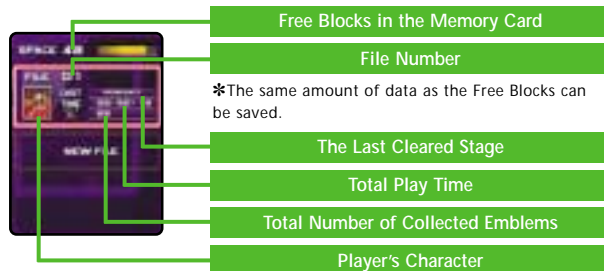 Free Blocks in the Memory Card
File Number
✻The same amount of data as the Free Blocks can
be saved.
The Last Cleared Stage
Total Play Time
Total Number of Collected Emblems
Player's Character
SPACE
FILE
LAST
TIME
NEW FILE